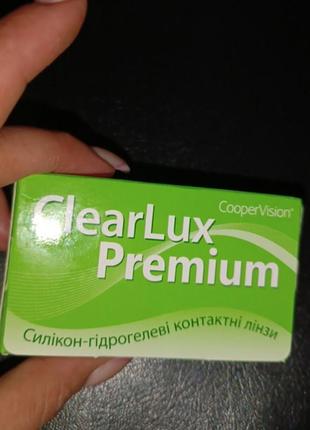 CooperVision®
ClearLux
Premium
Силікон-гідрогелеві контактні лінзи